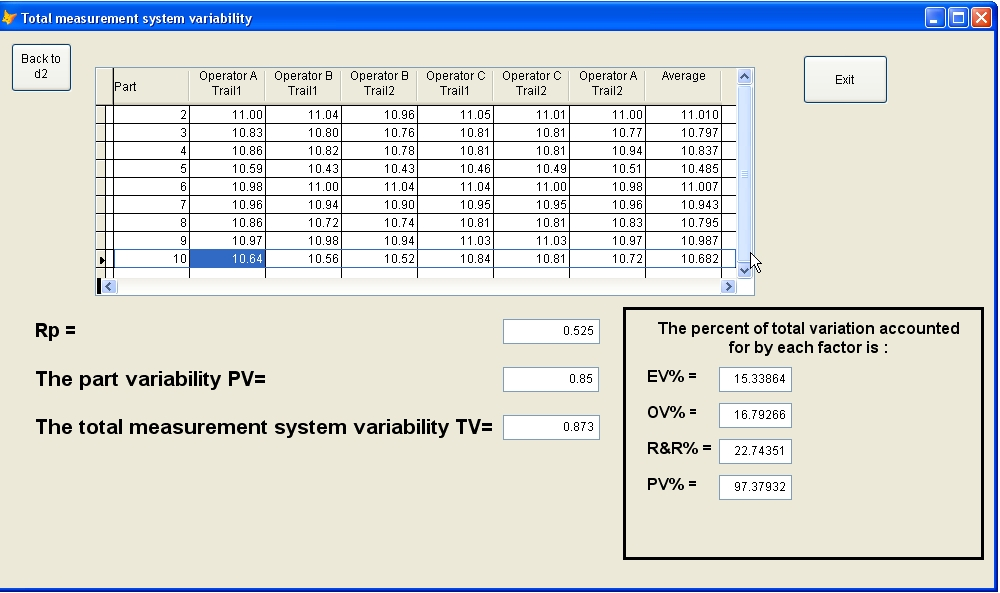 Total measurement system variability
Back to
d2
Exit
Part Operator A Trail1 Operator B Trail1 Operator B Trail2 Operator C Trail1 Operator C Trail2 Operator A Trail2 Average
2 11.00 11.04 10.96 11.05 11.01 11.00 11.010
3 10.83 10.80 10.76 10.81 10.81 10.77 10.797
4 10.86 10.82 10.78 10.81 10.81 10.94 10.837
5 10.59 10.43 10.43 10.46 10.49 10.51 10.485
6 10.98 11.00 11.04 11.04 11.00 10.98 11.007
7 10.96 10.94 10.90 10.95 10.95 10.96 10.943
8 10.86 10.72 10.74 10.81 10.81 10.83 10.795
9 10.97 10.98 10.94 11.03 11.03 10.97 10.987
10 10.64 10.56 10.52 10.84 10.81 10.72 10.682
Rp = 0.525
The part variability PV= 0.85
The total measurement system variability TV= 0.873
The percent of total variation accounted
for by each factor is :
EV% = 15.33864
OV% = 16.79266
R&R% = 22.74351
PV% = 97.37932